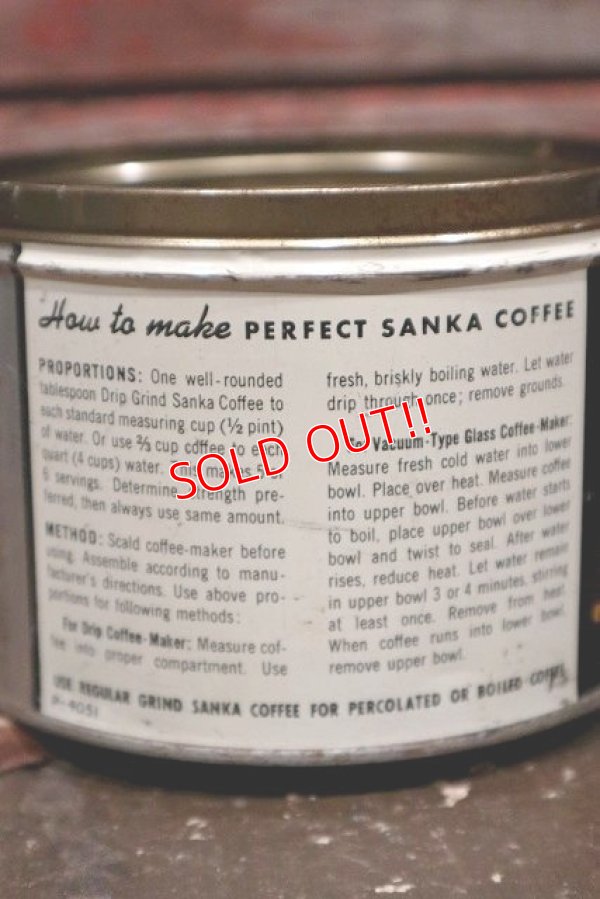 How to make PERFECT SANKA COFFEE
PROPORTIONS: One well-rounded
tablespoon Drip Grind Sanka Coffee to
each standard measuring cup (½ pint)
of water. Or use ⅔ cup coffee to each
quart (4 cups) water. This makes 5 or
6 servings. Determine strength pre-
ferred, then always use same amount.
METHOD: Scald coffee-maker before
using. Assemble according to manu-
facturer's directions. Use above pro-
portions for following methods:
For Drip Coffee-Maker: Measure cof-
fee into proper compartment. Use
fresh, briskly boiling water. Let water
drip through once; remove grounds.
For Vacuum-Type Glass Coffee-Maker:
Measure fresh cold water into lower
bowl. Place over heat. Measure coffee
into upper bowl. Before water starts
to boil, place upper bowl over lower
bowl and twist to seal. After water
rises, reduce heat. Let water remain
in upper bowl 3 or 4 minutes, stirring
at least once. Remove from heat.
When coffee runs into lower bowl,
remove upper bowl.
USE REGULAR GRIND SANKA COFFEE FOR PERCOLATED OR BOILED COFFEE
P-4051
SOLD OUT!!